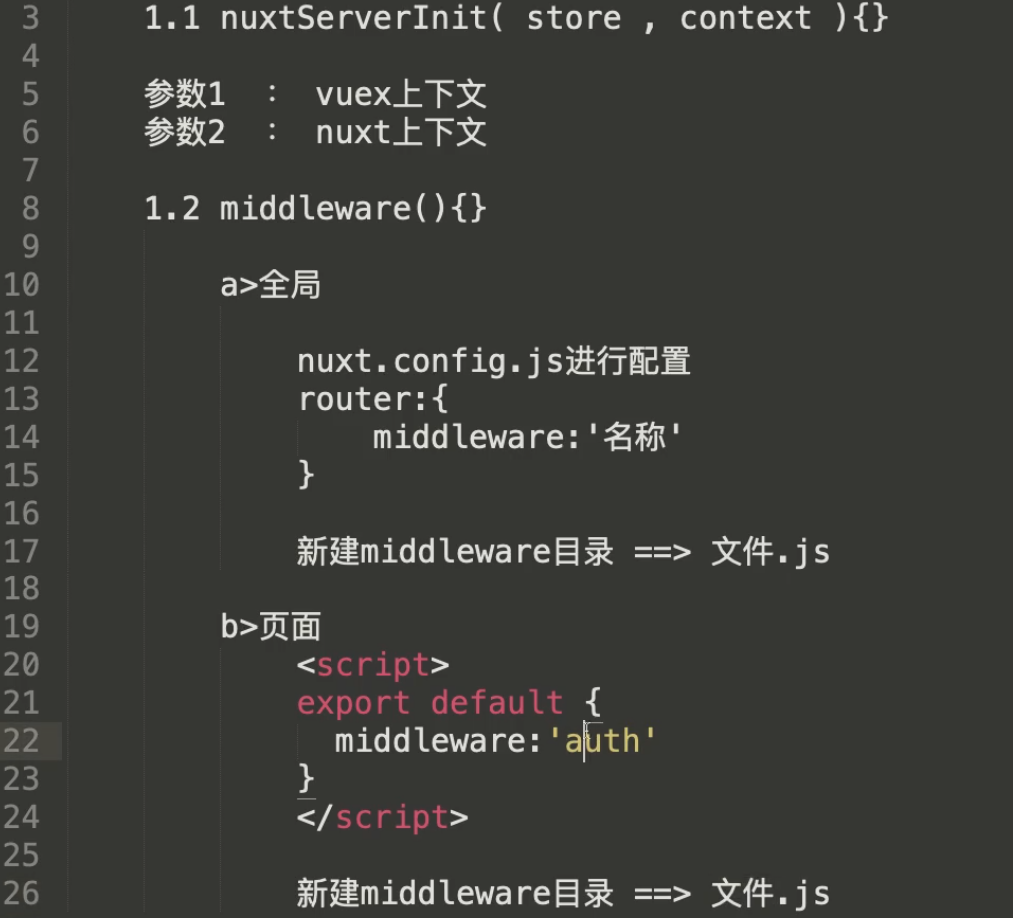 3 1.1 nuxtServerInit( store , context ){}
4
5 参数1 : vuex上下文
6 参数2 : nuxt上下文
7
8 1.2 middleware(){}
9
10 a>全局
11
12 nuxt.config.js进行配置
13 router:{
14 middleware:'名称'
15 }
16
17 新建middleware目录 ==> 文件.js
18
19 b>页面
20 <script>
21 export default {
22 middleware:'auth'
23 }
24 </script>
25
26 新建middleware目录 ==> 文件.js